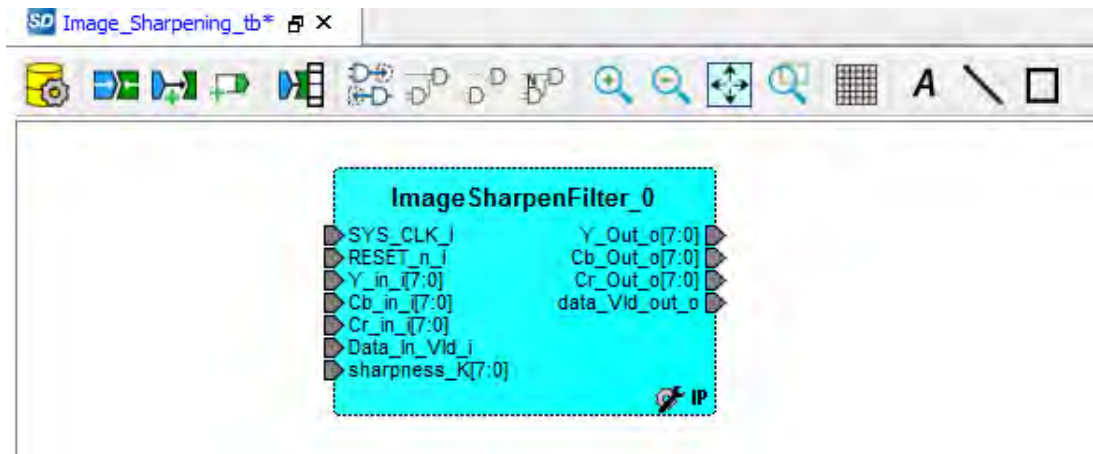 SD Image_Sharpening_tb*
A
ImageSharpenFilter_0
SYS_CLK_i
RESET_n_i
Y_in_i[7:0]
Cb_in_i[7:0]
Cr_in_i[7:0]
Data_In_Vld_i
sharpness_K[7:0]
Y_Out_o[7:0]
Cb_Out_o[7:0]
Cr_Out_o[7:0]
data_Vld_out_o
IP